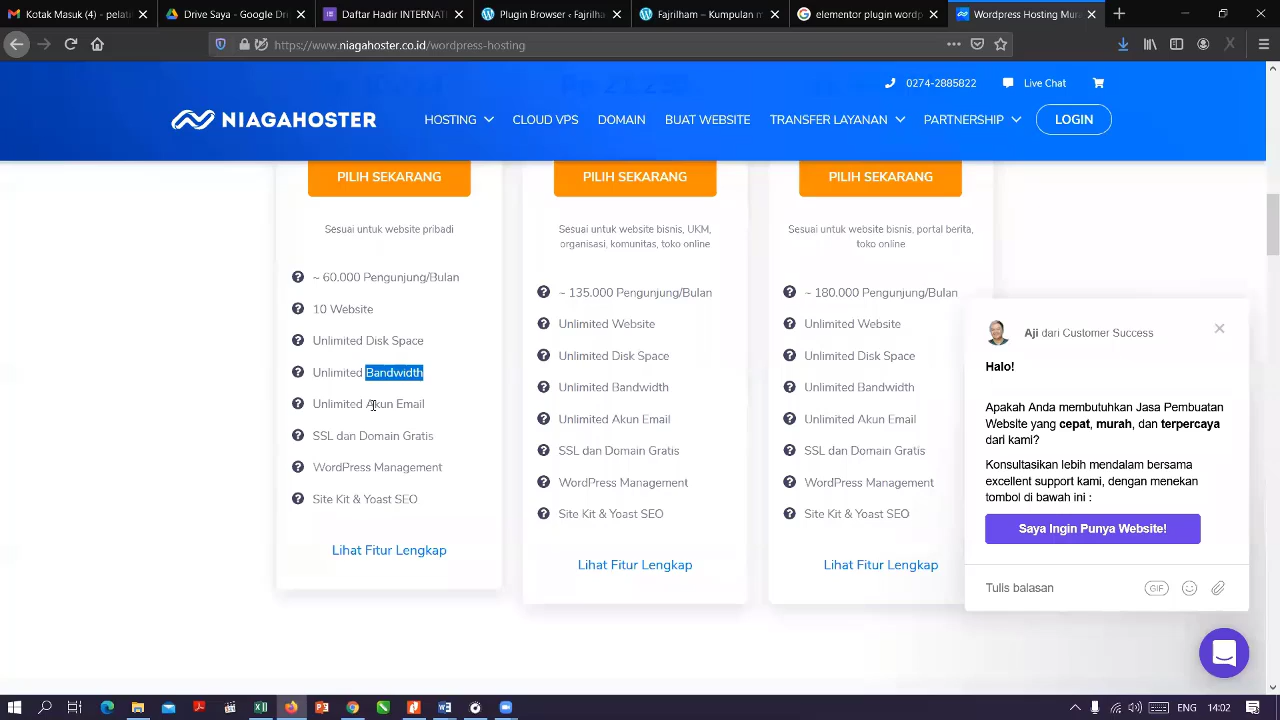 Kotak masuk (4) - pelati
Drive Saya - Google Drive
Daftar Hadir INTERNAT
Plugin Browser ‹ Fajrilha
Fajrilham – Kumpulan
elementor plugin wordp
Wordpress Hosting Mur
https://www.niagahoster.co.id/wordpress-hosting
0274-2885822
Live Chat
NIAGAHOSTER
HOSTING
CLOUD VPS
DOMAIN
BUAT WEBSITE
TRANSFER LAYANAN
PARTNERSHIP
LOGIN
PILIH SEKARANG
Sesuai untuk website pribadi
~ 60.000 Pengunjung/Bulan
10 Website
Unlimited Disk Space
Unlimited Bandwidth
Unlimited Akun Email
SSL dan Domain Gratis
WordPress Management
Site Kit & Yoast SEO
Lihat Fitur Lengkap
PILIH SEKARANG
Sesuai untuk website bisnis, UKM,
organisasi, komunitas, toko online
~ 135.000 Pengunjung/Bulan
Unlimited Website
Unlimited Disk Space
Unlimited Bandwidth
Unlimited Akun Email
SSL dan Domain Gratis
WordPress Management
Site Kit & Yoast SEO
Lihat Fitur Lengkap
PILIH SEKARANG
Sesuai untuk website bisnis, portal berita,
toko online
~ 180.000 Pengunjung/Bulan
Unlimited Website
Unlimited Disk Space
Unlimited Bandwidth
Unlimited Akun Email
SSL dan Domain Gratis
WordPress Management
Site Kit & Yoast SEO
Lihat Fitur Lengkap
Aji dari Customer Success
Halo!
Apakah Anda membutuhkan Jasa Pembuatan
Website yang cepat, murah, dan terpercaya
dari kami?
Konsultasikan lebih mendalam bersama
excellent support kami, dengan menekan
tombol di bawah ini :
Saya Ingin Punya Website!
Tulis balasan
GIF
ENG
14:02